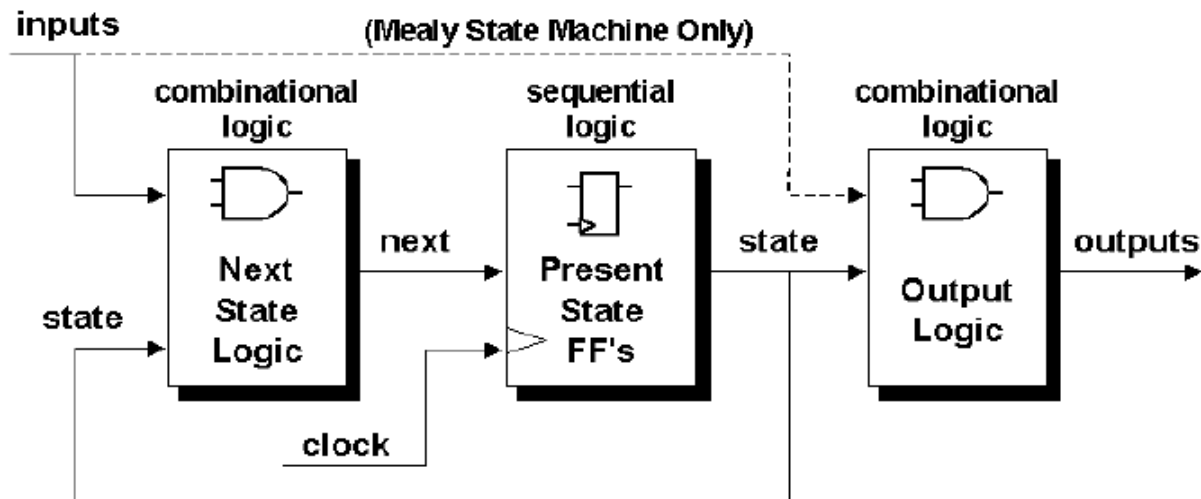 inputs
(Mealy State Machine Only)
combinational
logic
sequential
logic
combinational
logic
next
state
outputs
Next
State
Logic
Present
State
FF's
Output
Logic
state
clock